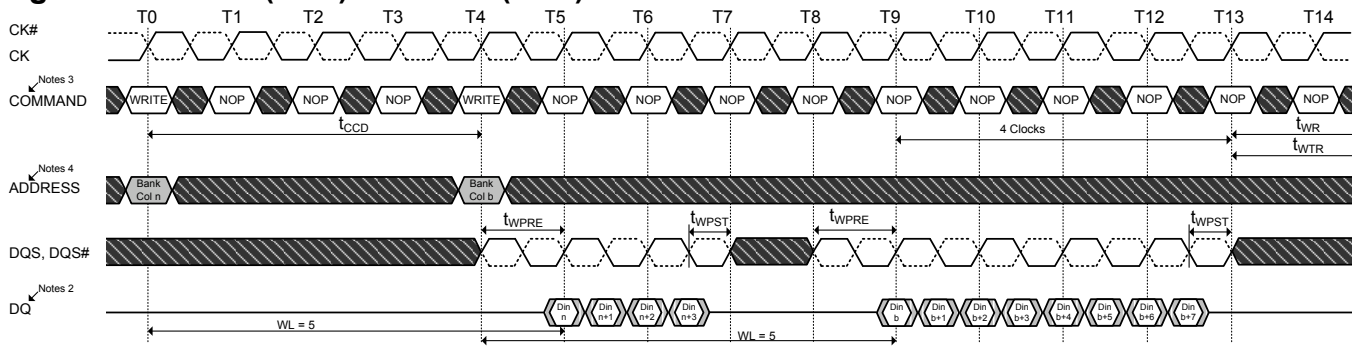 T0 T1 T2 T3 T4 T5 T6 T7 T8 T9 T10 T11 T12 T13 T14
CK#
CK
Notes 3
COMMAND
WRITE NOP NOP NOP WRITE NOP NOP NOP NOP NOP NOP NOP NOP NOP NOP
tCCD
4 Clocks
tWR
tWTR
Notes 4
ADDRESS
Bank Col n
Bank Col b
tWPRE
tWPST
tWPRE
tWPST
DQS, DQS#
Notes 2
DQ
Din n
Din n+1
Din n+2
Din n+3
Din b
Din b+1
Din b+2
Din b+3
Din b+4
Din b+5
Din b+6
Din b+7
WL = 5
WL = 5